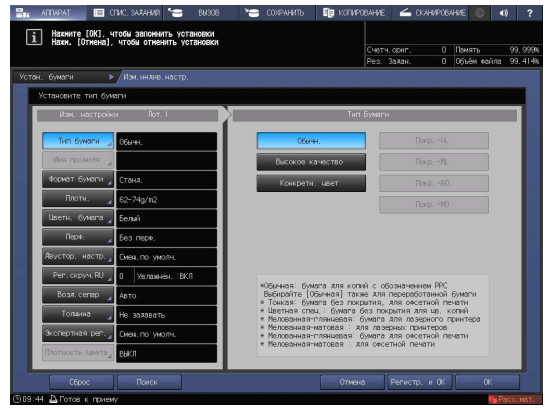 АППАРАТ СПИС. ЗАДАНИЙ ВЫЗОВ СОХРАНИТЬ КОПИРОВАНИЕ СКАНИРОВАНИЕ ?
Нажмите [OK], чтобы запомнить установки
Нажм. [Отмена], чтобы отменить установки
Счетч.ориг. 0 Память 99.999%
Рез. Задан. 0 Объём файла 99.414%
Устан. бумаги Изм.индив.настр.
Установите тип бумаги
Изм. настройки Лот.1 Тип бумаги
Тип бумаги Обычн. Обычн. Покр.-GL
Имя профиля Высокое качество Покр.-ML
Формат бумаги Станд. Конкретн. цвет Покр.-GO
Плотн. 62-74g/m2 Покр.-MO
Цветн. бумага Белый
Перф. Без перф.
Двустор. настр. Смен.по умолч.
Рег.скруч.RU 0 Увлажнен.:ВКЛ
Возд.сепар Авто
Толщина Не задавать
Экспертная рег. Смен.по умолч.
Плотность цвета ВЫКЛ
*Обычная: бумага для копий с обозначением PPC
Выбирайте [Обычная] также для переработанной бумаги
* Тонкая: бумага без покрытия, для офсетной печати
* Цветная спец.: бумага без покрытия для цв. копий
* Мелованная-глянцевая: бумага для лазерного принтера
* Мелованная-матовая : для лазерных принтеров
* Мелованная-глянцевая: бумага для офсетной печати
* Мелованная-матовая : для офсетной печати
Сброс Поиск Отмена Регистр. и OK OK
09:44 Готов к приему Расх.мат.